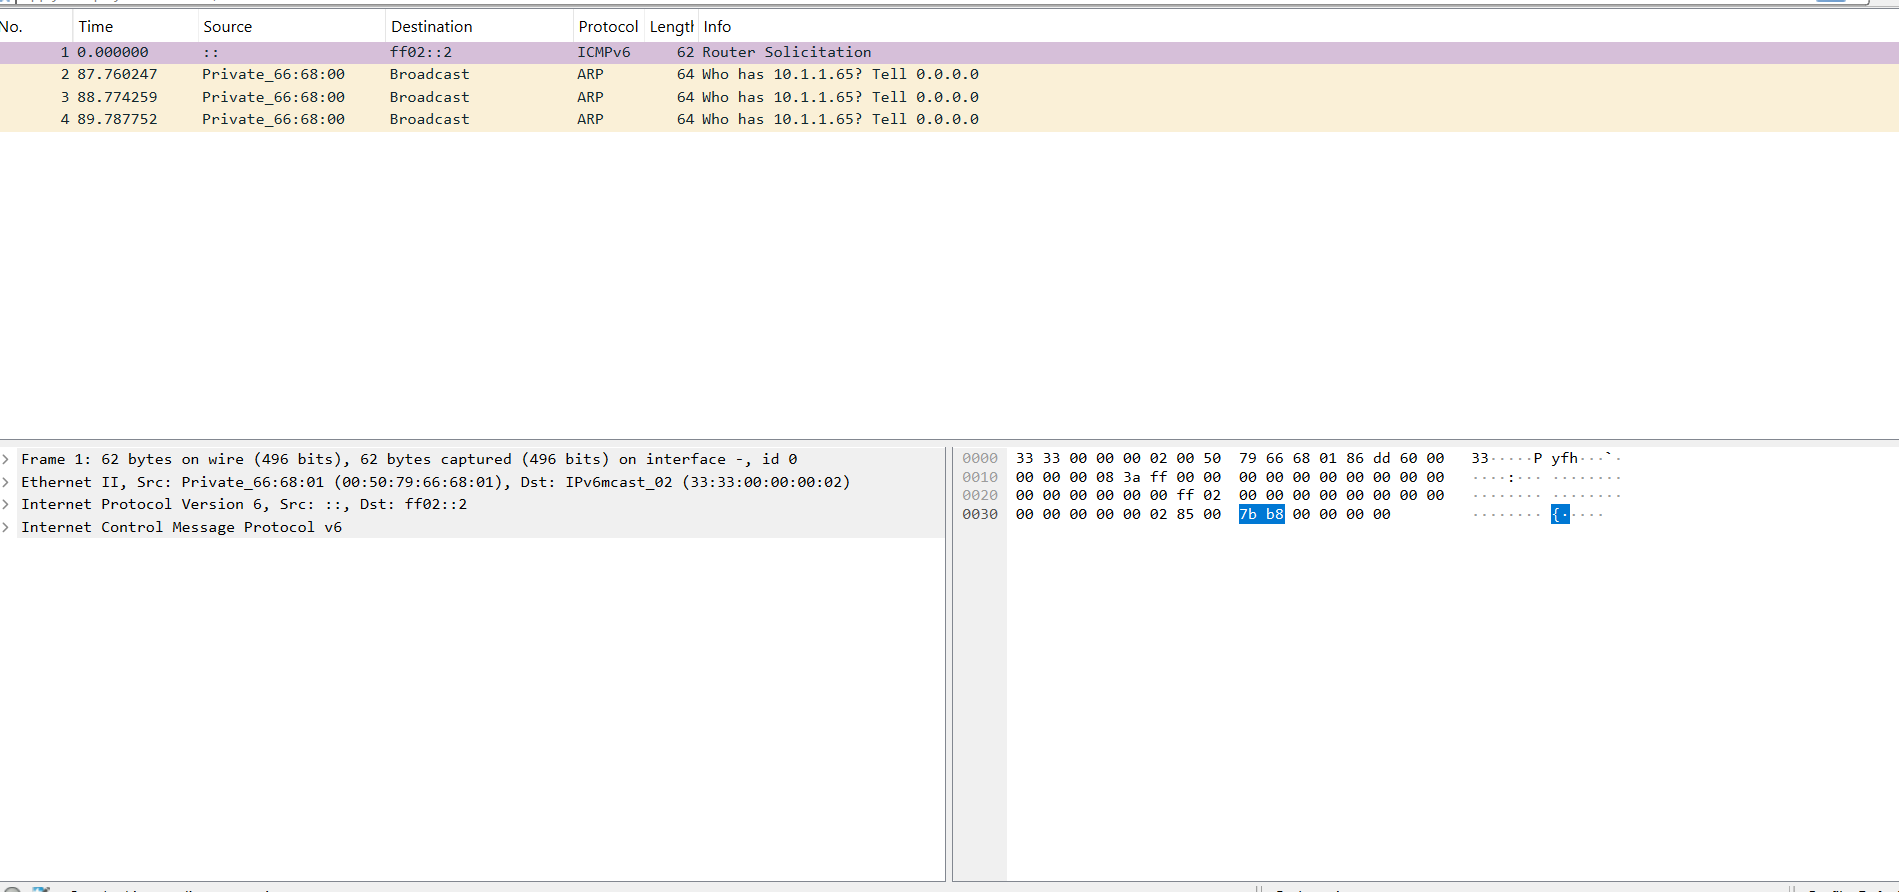 No. Time Source Destination Protocol Lengtl Info
1 0.000000 :: ff02::2 ICMPv6 62 Router Solicitation
2 87.760247 Private_66:68:00 Broadcast ARP 64 Who has 10.1.1.65? Tell 0.0.0.0
3 88.774259 Private_66:68:00 Broadcast ARP 64 Who has 10.1.1.65? Tell 0.0.0.0
4 89.787752 Private_66:68:00 Broadcast ARP 64 Who has 10.1.1.65? Tell 0.0.0.0
Frame 1: 62 bytes on wire (496 bits), 62 bytes captured (496 bits) on interface -, id 0
Ethernet II, Src: Private_66:68:01 (00:50:79:66:68:01), Dst: IPv6mcast_02 (33:33:00:00:00:02)
Internet Protocol Version 6, Src: ::, Dst: ff02::2
Internet Control Message Protocol v6
0000 33 33 00 00 00 02 00 50 79 66 68 01 86 dd 60 00 33·····P yfh···`·
0010 00 00 00 08 3a ff 00 00 00 00 00 00 00 00 00 00 ····:··· ········
0020 00 00 00 00 00 00 ff 02 00 00 00 00 00 00 00 00 ········ ········
0030 00 00 00 00 00 02 85 00 7b b8 00 00 00 00 ········ {·····